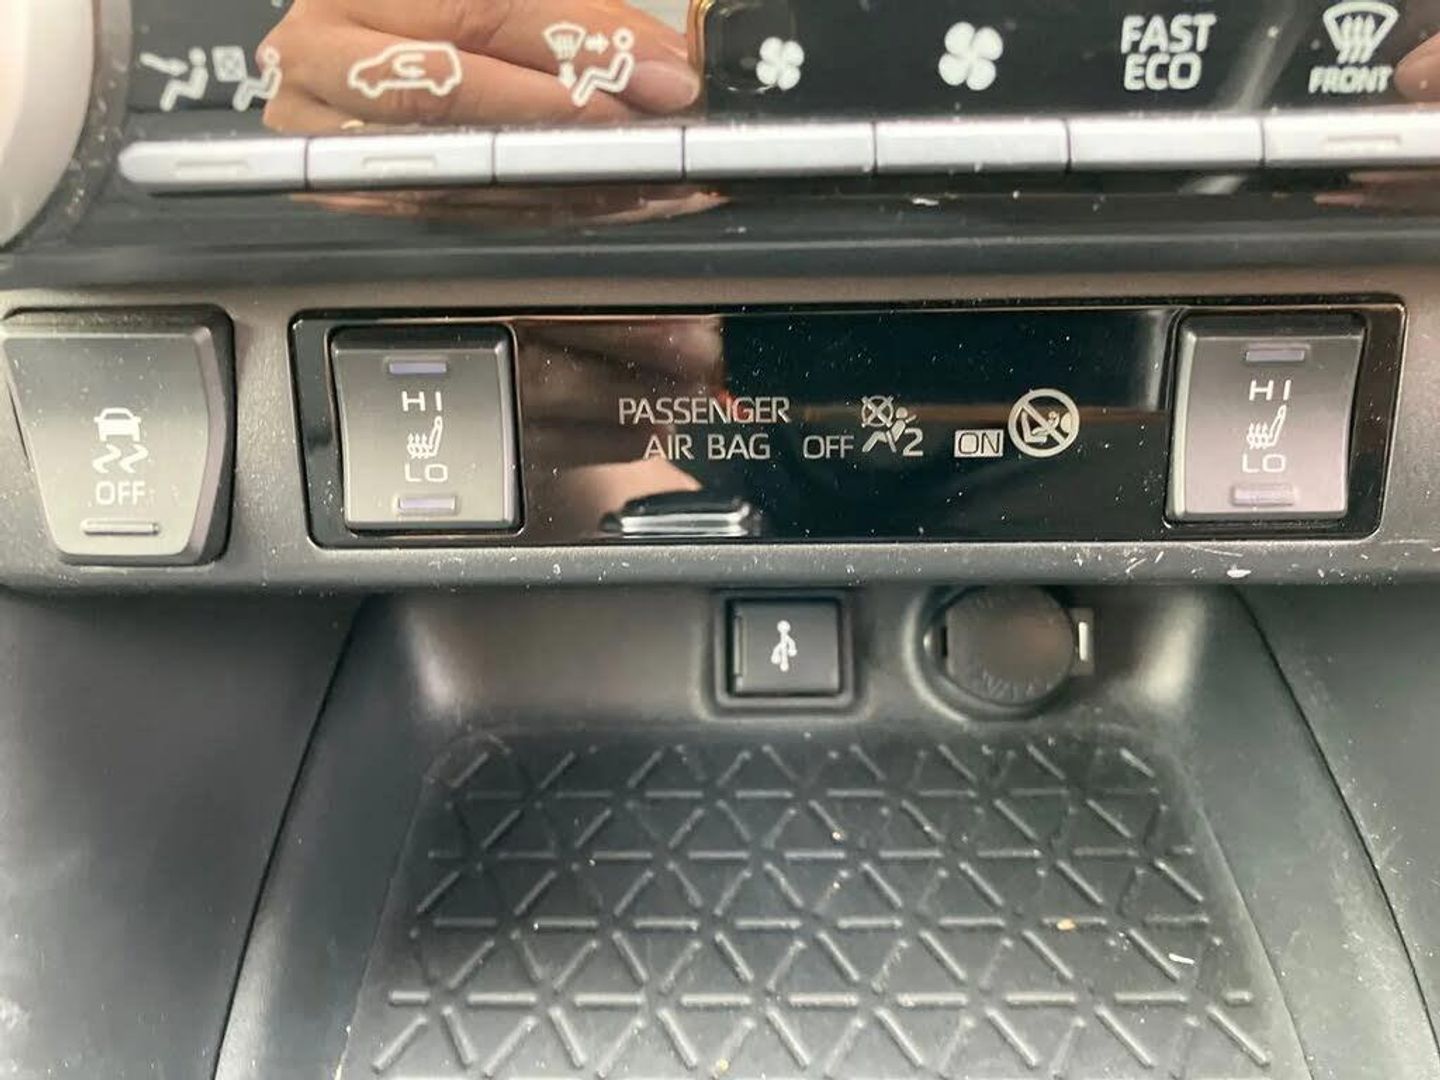 FAST
ECO
FRONT
OFF
HI
LO
PASSENGER
AIR BAG OFF 2 ON
HI
LO